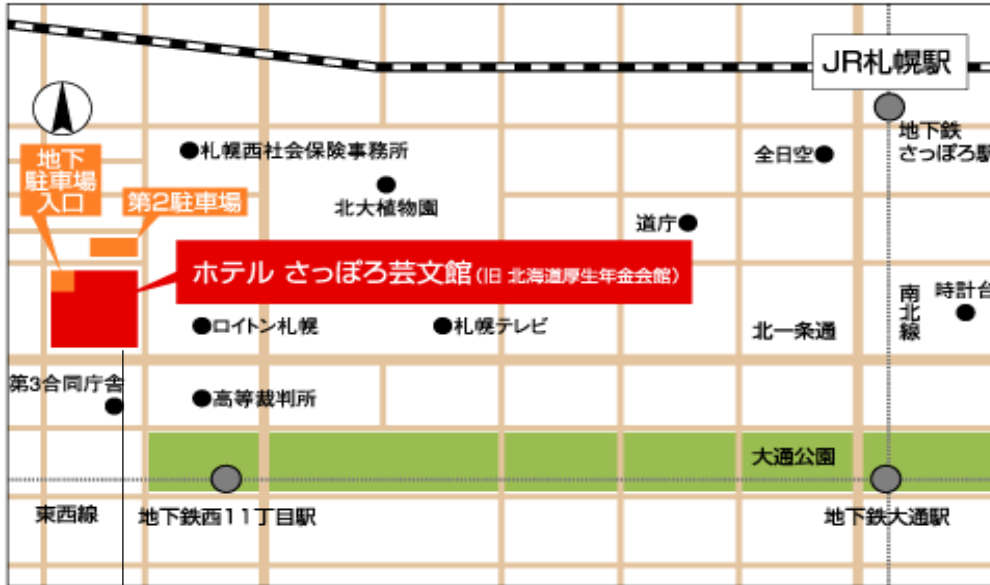 JR札幌駅
地下鉄
さっぽろ駅
地下
駐車場
入口
札幌西社会保険事務所
全日空
北大植物園
第2駐車場
道庁
ホテル さっぽろ芸文館(旧 北海道厚生年金会館)
南北線
時計台
ロイトン札幌
札幌テレビ
北一条通
第3合同庁舎
高等裁判所
大通公園
東西線
地下鉄西11丁目駅
地下鉄大通駅